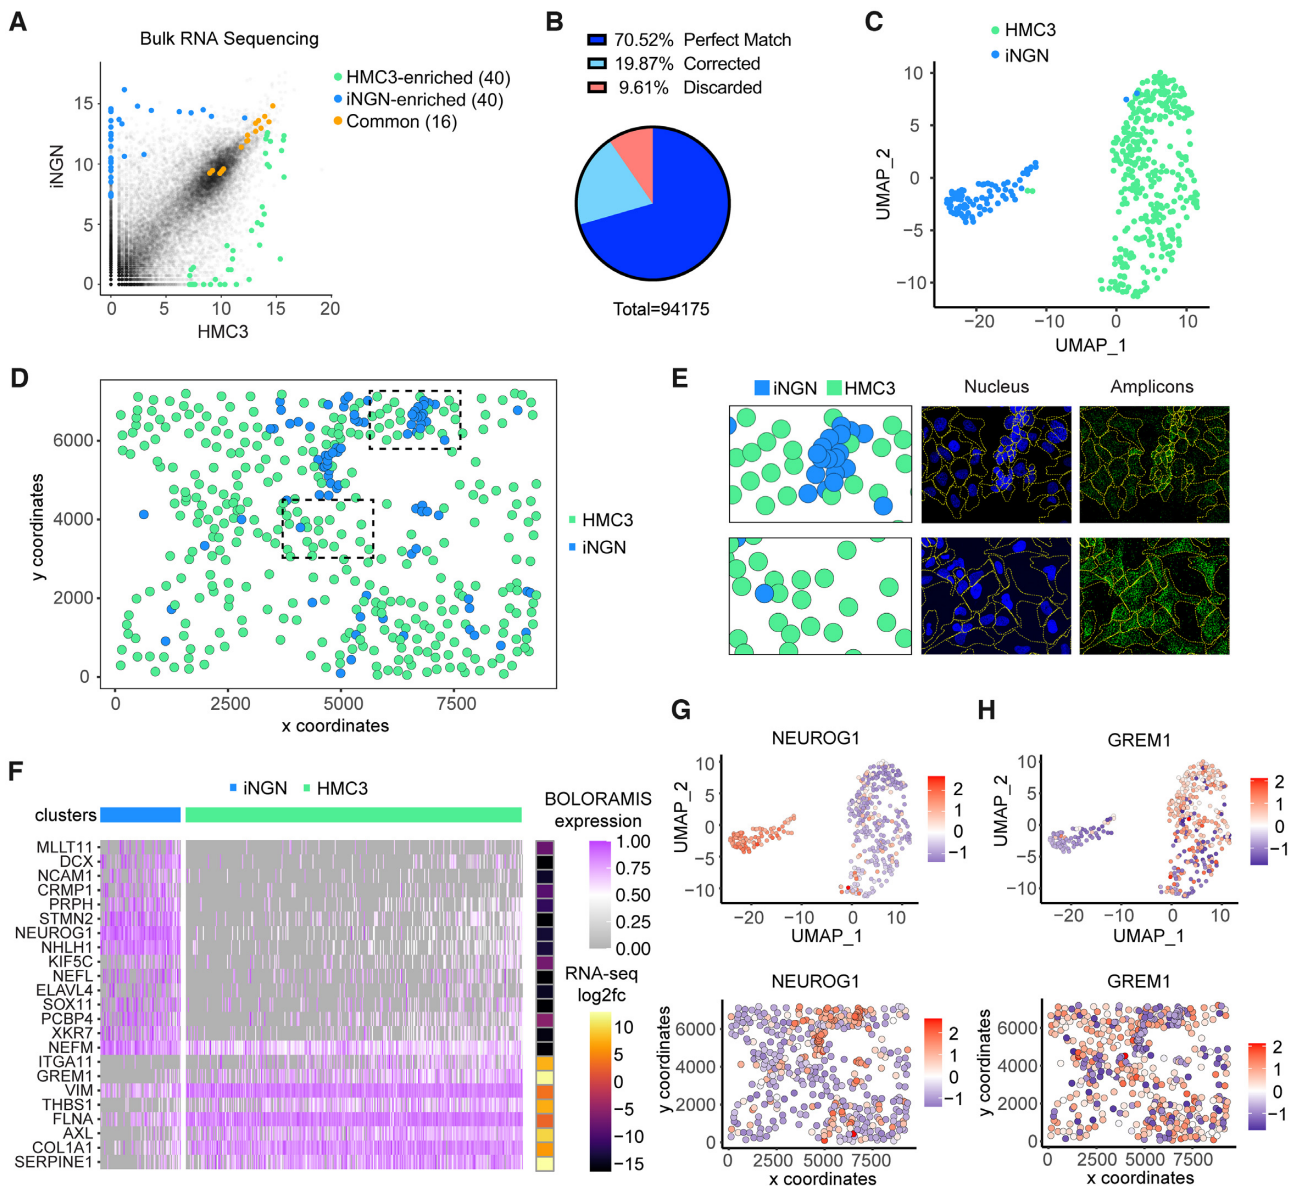 A
Bulk RNA Sequencing
HMC3-enriched (40)
iNGN-enriched (40)
Common (16)
iNGN
15
10
5
0
0 5 10 15 20
HMC3
B
70.52% Perfect Match
19.87% Corrected
9.61% Discarded
Total=94175
C
HMC3
iNGN
UMAP_2
10
5
0
−5
−10
−20 −10 0 10
UMAP_1
D
y coordinates
6000
4000
2000
0
0 2500 5000 7500
x coordinates
HMC3
iNGN
E
iNGN HMC3 Nucleus Amplicons
F
iNGN HMC3
clusters
MLLT11
DCX
NCAM1
CRMP1
PRPH
STMN2
NEUROG1
NHLH1
KIF5C
NEFL
ELAVL4
SOX11
PCBP4
XKR7
NEFM
ITGA11
GREM1
VIM
THBS1
FLNA
AXL
COL1A1
SERPINE1
BOLORAMIS
expression
1.00
0.75
0.50
0.25
0.00
RNA-seq
log2fc
10
5
0
−5
−10
−15
G
NEUROG1
UMAP_2
10
5
0
−5
−10
−20 −10 0 10
UMAP_1
2
1
0
−1
NEUROG1
y coordinates
6000
4000
2000
0
0 2500 5000 7500
x coordinates
2
1
0
−1
H
GREM1
UMAP_2
10
5
0
−5
−10
−20 −10 0 10
UMAP_1
2
1
0
−1
GREM1
y coordinates
6000
4000
2000
0
0 2500 5000 7500
x coordinates
2
1
0
−1